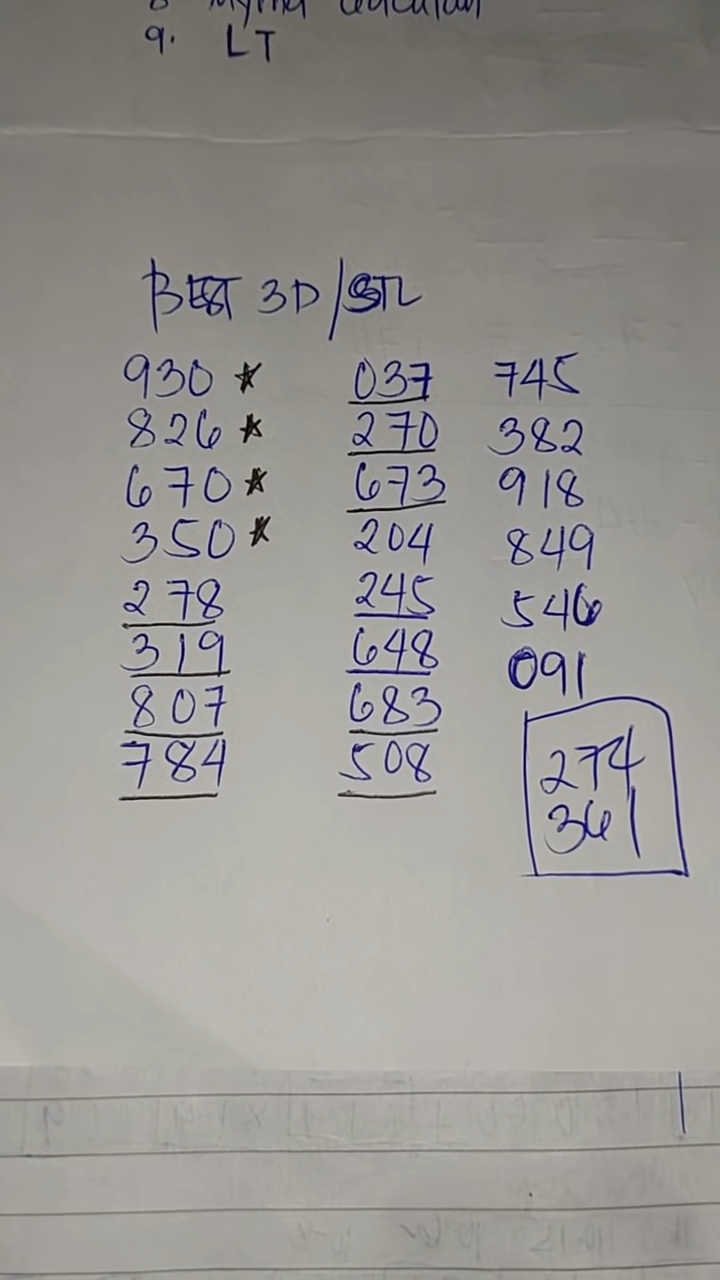 9. LT
BEST 3D/STL
930 ★ 037 745
826 ★ 270 382
670 ★ 673 918
350 ★ 204 849
278 245 546
319 648 091
807 683
784 508
274
361